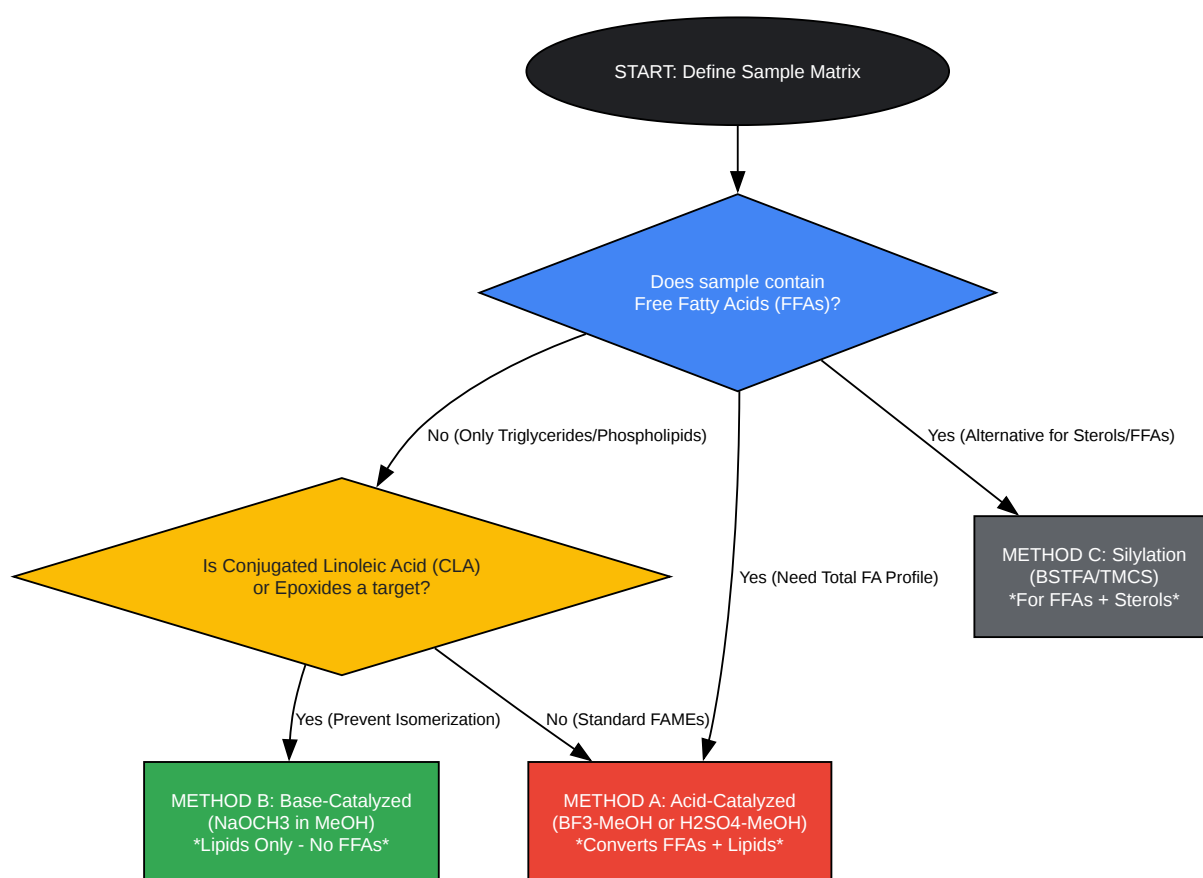 START: Define Sample Matrix
Does sample contain
Free Fatty Acids (FFAs)?
No (Only Triglycerides/Phospholipids)
Yes (Alternative for Sterols/FFAs)
Is Conjugated Linoleic Acid (CLA)
or Epoxides a target?
Yes (Need Total FA Profile)
METHOD C: Silylation
(BSTFA/TMCS)
*For FFAs + Sterols*
Yes (Prevent Isomerization)
No (Standard FAMEs)
METHOD B: Base-Catalyzed
(NaOCH3 in MeOH)
*Lipids Only - No FFAs*
METHOD A: Acid-Catalyzed
(BF3-MeOH or H2SO4-MeOH)
*Converts FFAs + Lipids*